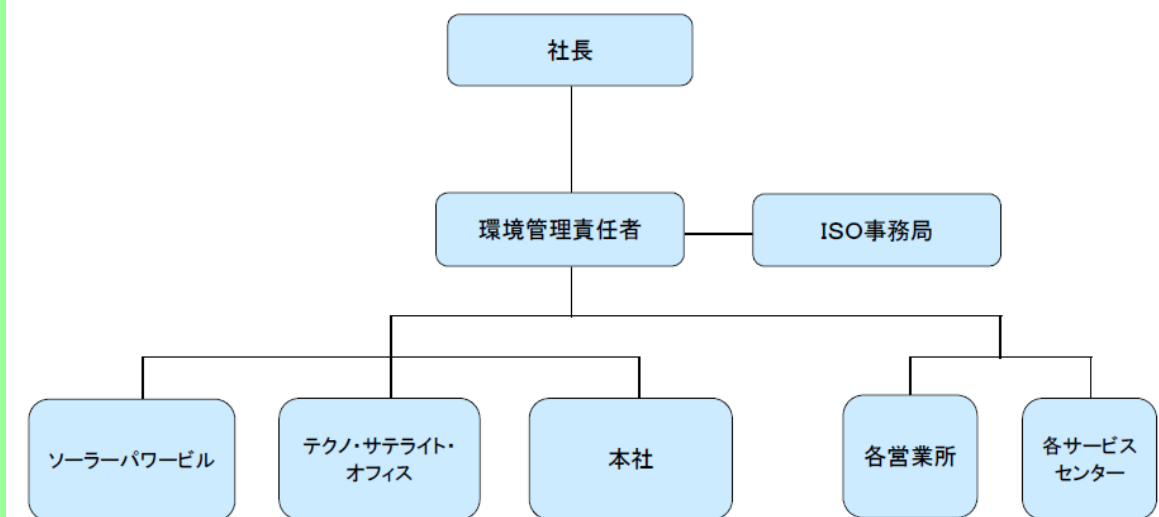 社長
環境管理責任者
ISO事務局
ソーラーパワービル
テクノ・サテライト・
オフィス
本社
各営業所
各サービス
センター